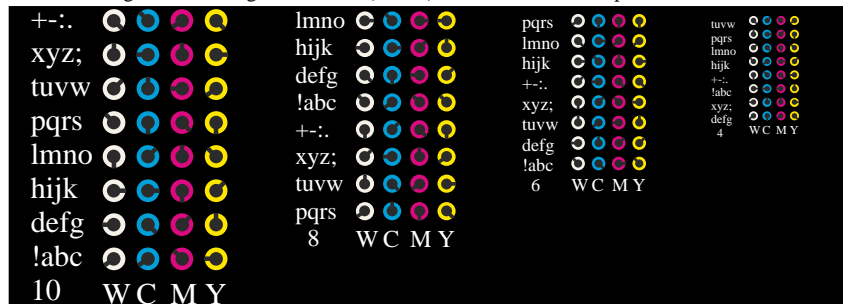 +-:.
xyz;
tuvw
pqrs
lmno
hijk
defg
!abc
10 W C M Y
lmno
hijk
defg
!abc
+-:.
xyz;
tuvw
pqrs
8 W C M Y
pqrs
lmno
hijk
+-:.
xyz;
tuvw
defg
!abc
6 W C M Y
tuvw
pqrs
lmno
hijk
+-:.
!abc
xyz;
defg
4 W C M Y